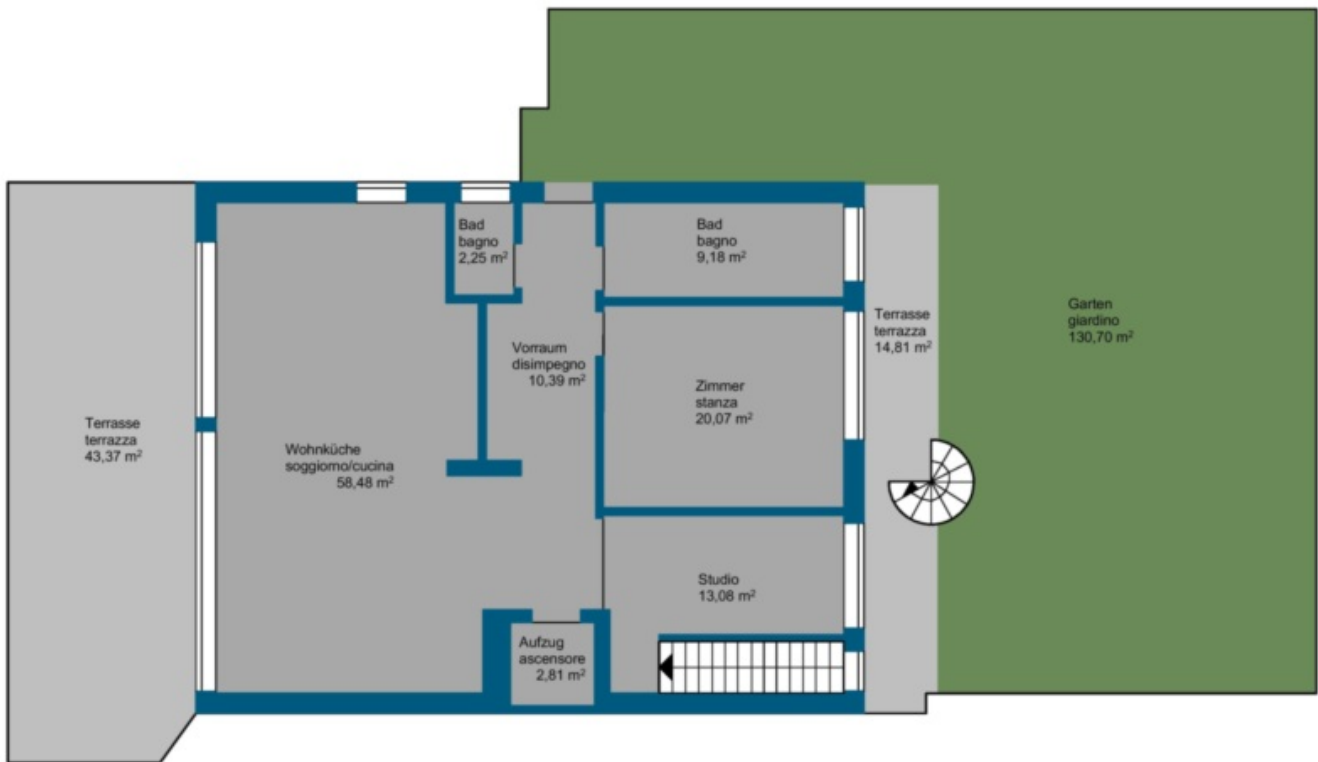 Bad
bagno
2,25 m²
Bad
bagno
9,18 m²
Garten
giardino
130,70 m²
Terrasse
terrazza
14,81 m²
Vorraum
disimpegno
10,39 m²
Zimmer
stanza
20,07 m²
Terrasse
terrazza
43,37 m²
Wohnküche
soggiorno/cucina
58,48 m²
Studio
13,08 m²
Aufzug
ascensore
2,81 m²